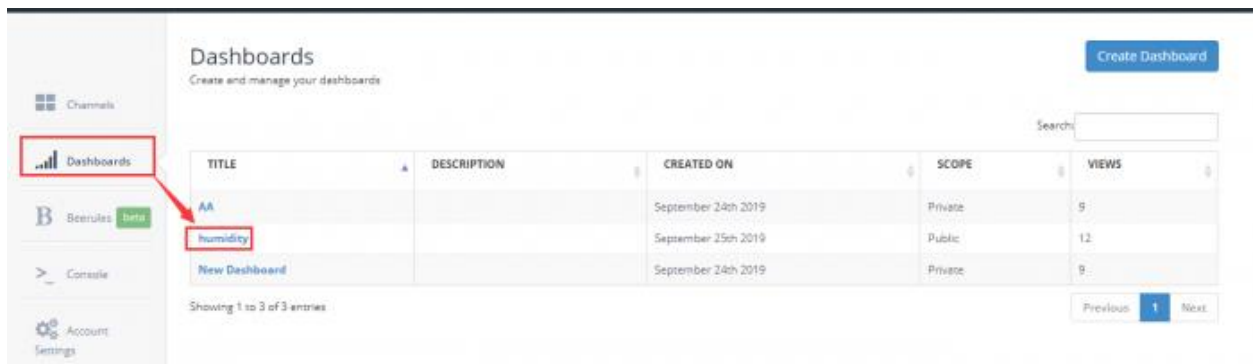 Dashboards
Create and manage your dashboards
Create Dashboard
Channels
Dashboards
Beerules beta
Console
Account
Settings
Search:
TITLE DESCRIPTION CREATED ON SCOPE VIEWS
AA September 24th 2019 Private 9
humidity September 25th 2019 Public 12
New Dashboard September 24th 2019 Private 9
Showing 1 to 3 of 3 entries
Previous 1 Next